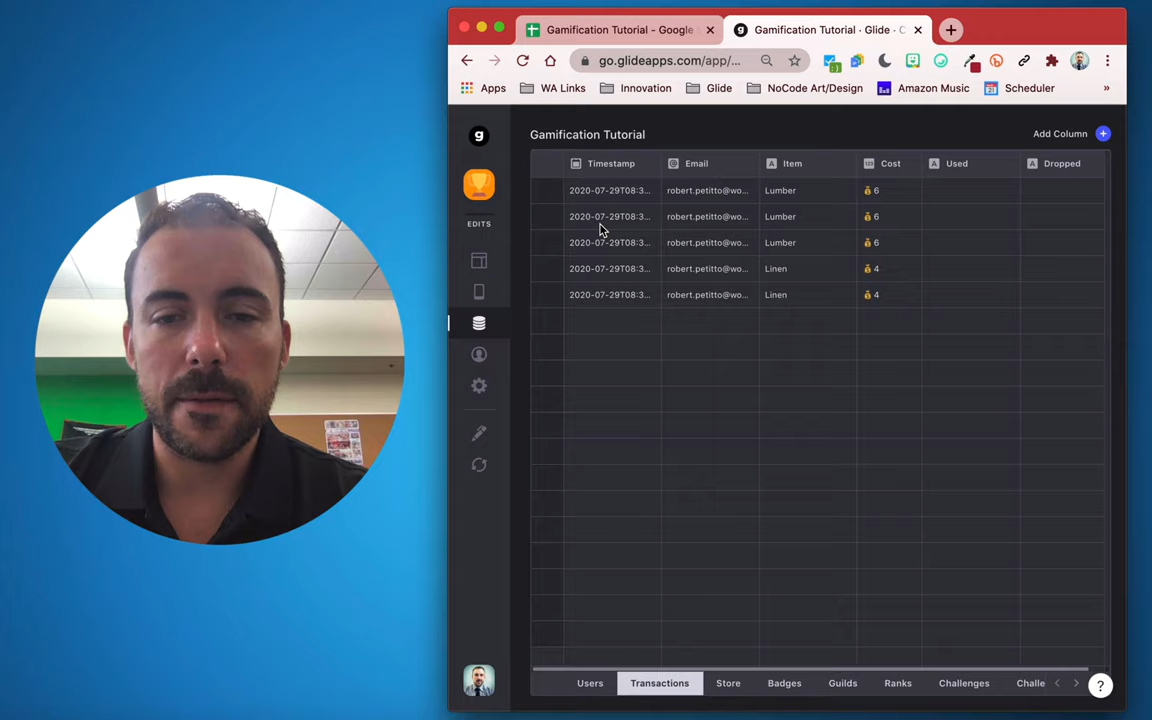 Gamification Tutorial - Google
Gamification Tutorial · Glide · C
go.glideapps.com/app/...
Apps WA Links Innovation Glide NoCode Art/Design Amazon Music Scheduler »
g
Gamification Tutorial
Add Column +
EDITS
Timestamp Email Item Cost Used Dropped
2020-07-29T08:3... robert.petitto@wo... Lumber 💰 6
2020-07-29T08:3... robert.petitto@wo... Lumber 💰 6
2020-07-29T08:3... robert.petitto@wo... Lumber 💰 6
2020-07-29T08:3... robert.petitto@wo... Linen 💰 4
2020-07-29T08:3... robert.petitto@wo... Linen 💰 4
Users Transactions Store Badges Guilds Ranks Challenges Challe ?